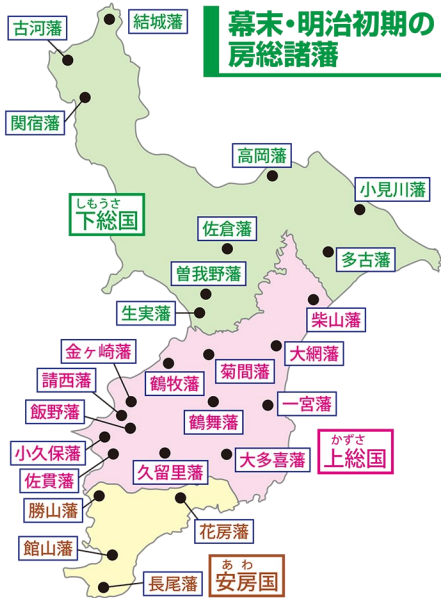 幕末・明治初期の
房総諸藩
結城藩
古河藩
関宿藩
高岡藩
小見川藩
しもうさ
下総国
佐倉藩
多古藩
曽我野藩
生実藩
柴山藩
金ヶ崎藩
大網藩
菊間藩
請西藩
鶴牧藩
飯野藩
一宮藩
鶴舞藩
小久保藩
かずさ
上総国
大多喜藩
久留里藩
佐貫藩
勝山藩
花房藩
館山藩
あわ
安房国
長尾藩